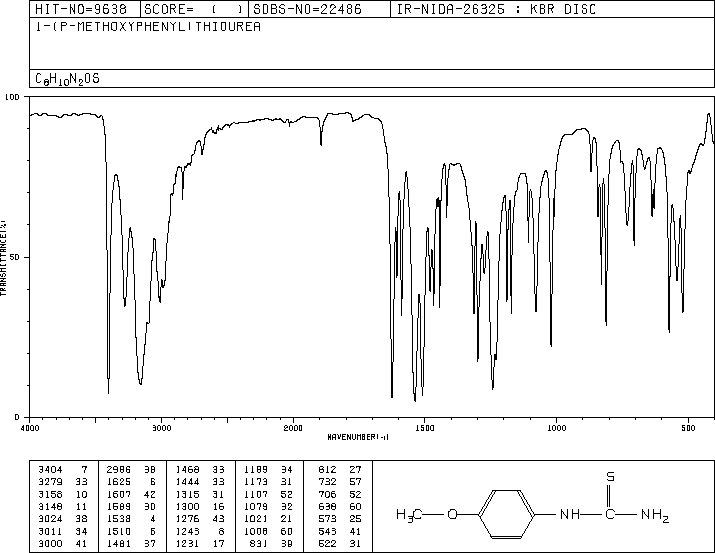 HIT-NO=9638 SCORE= ( ) SDBS-NO=22486 IR-NIDA-26325 : KBR DISC
1-(P-METHOXYPHENYL)THIOUREA
C8H10N2OS
100
50
0
TRANSMITTANCE(%)
4000 3000 2000 1500 1000 500
WAVENUMBER(-1)
3404 7 2986 38 1468 33 1189 34 812 27
3279 33 1625 6 1444 33 1173 31 732 57
3158 10 1607 42 1315 31 1107 52 706 52
3148 11 1589 30 1300 16 1079 32 638 60
3024 38 1538 4 1276 43 1021 21 573 25
3011 34 1510 6 1243 8 1008 60 543 41
3000 41 1481 37 1231 17 831 39 522 31
S
H3C O NH NH2